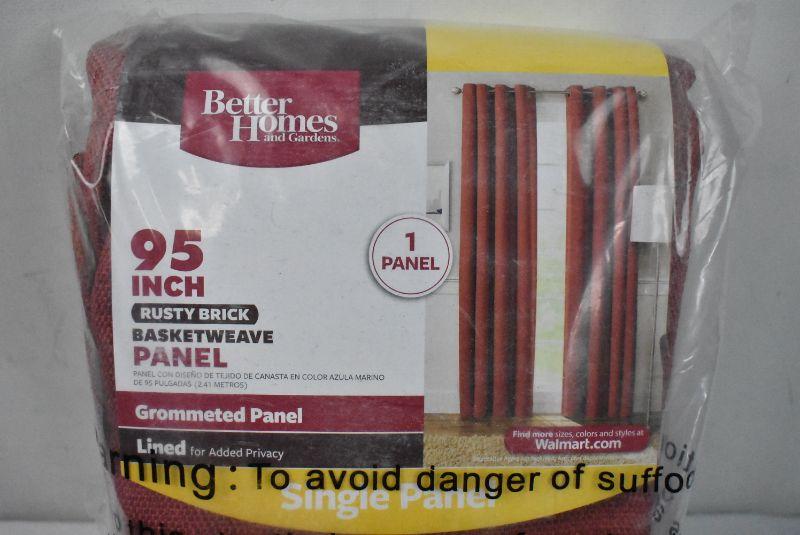 Better
Homes
and Gardens
95
INCH
RUSTY BRICK
BASKETWEAVE
PANEL
PANEL CON DISEÑO DE TEJIDO DE CANASTA EN COLOR AZULA MARINO
DE 95 PULGADAS (2.41 METROS)
1
PANEL
Grommeted Panel
Lined for Added Privacy
Find more sizes, colors and styles at
Walmart.com
rning : To avoid danger of suffoc
Single Panel